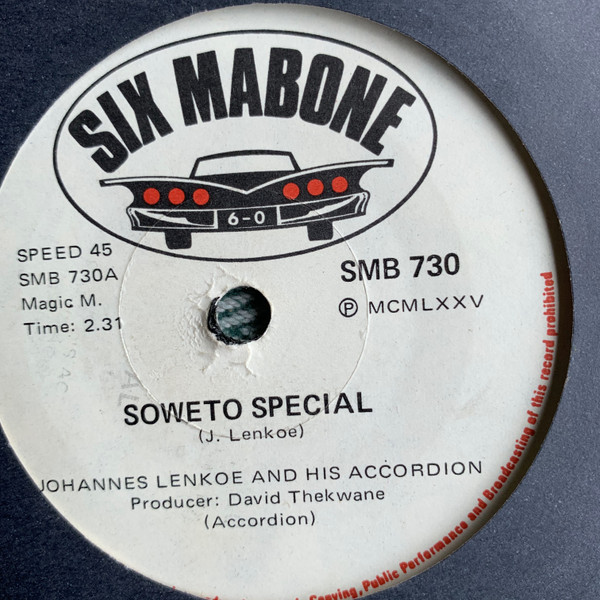 SIX MABONE
6-0
SPEED 45
SMB 730A
Magic M.
Time: 2.31
SMB 730
Ⓟ MCMLXXV
SOWETO SPECIAL
(J. Lenkoe)
JOHANNES LENKOE AND HIS ACCORDION
Producer: David Thekwane
(Accordion)
Copying, Public Performance and Broadcasting of this record prohibited